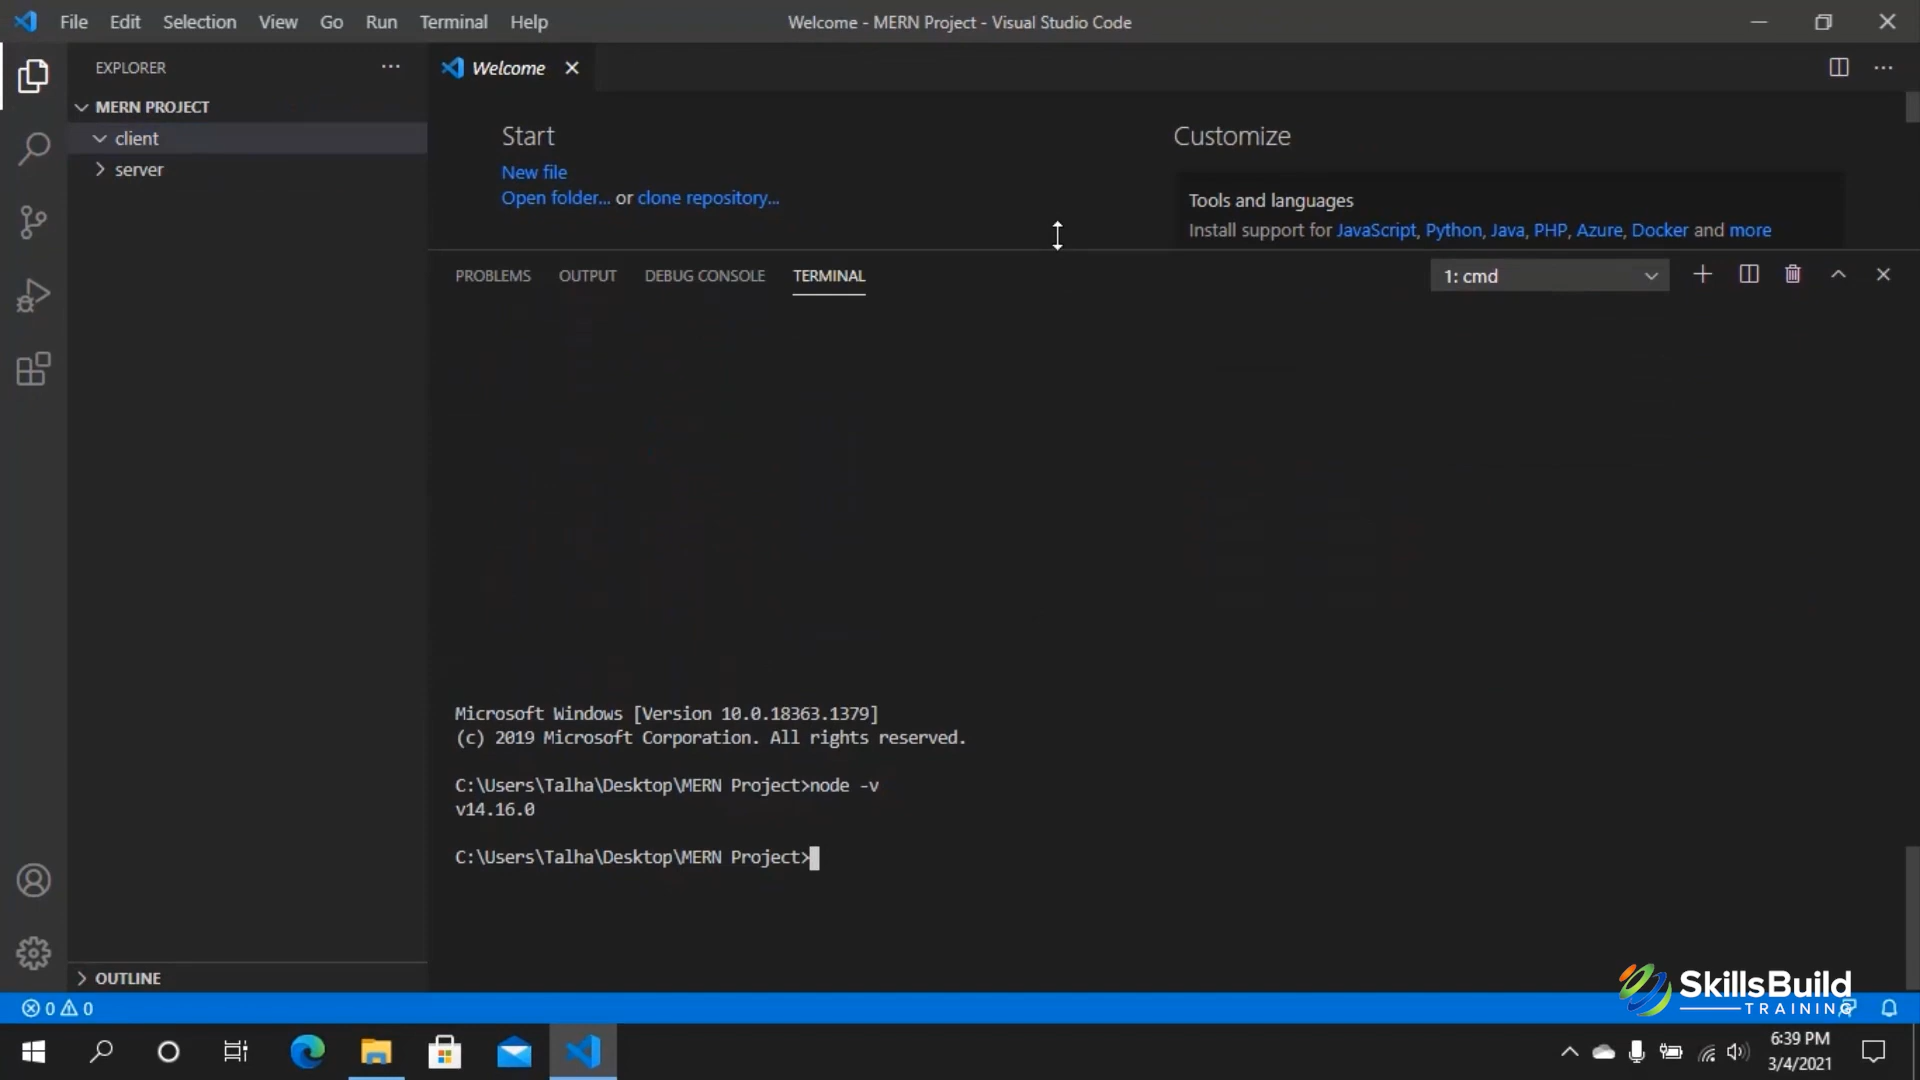 File Edit Selection View Go Run Terminal Help
Welcome - MERN Project - Visual Studio Code
EXPLORER
Welcome
MERN PROJECT
client
server
Start
New file
Open folder... or clone repository...
Customize
Tools and languages
Install support for JavaScript, Python, Java, PHP, Azure, Docker and more
PROBLEMS OUTPUT DEBUG CONSOLE TERMINAL
1: cmd
Microsoft Windows [Version 10.0.18363.1379]
(c) 2019 Microsoft Corporation. All rights reserved.
C:\Users\Talha\Desktop\MERN Project>node -v
v14.16.0
C:\Users\Talha\Desktop\MERN Project>
OUTLINE
0 0
SkillsBuild
TRAINING
6:39 PM
3/4/2021